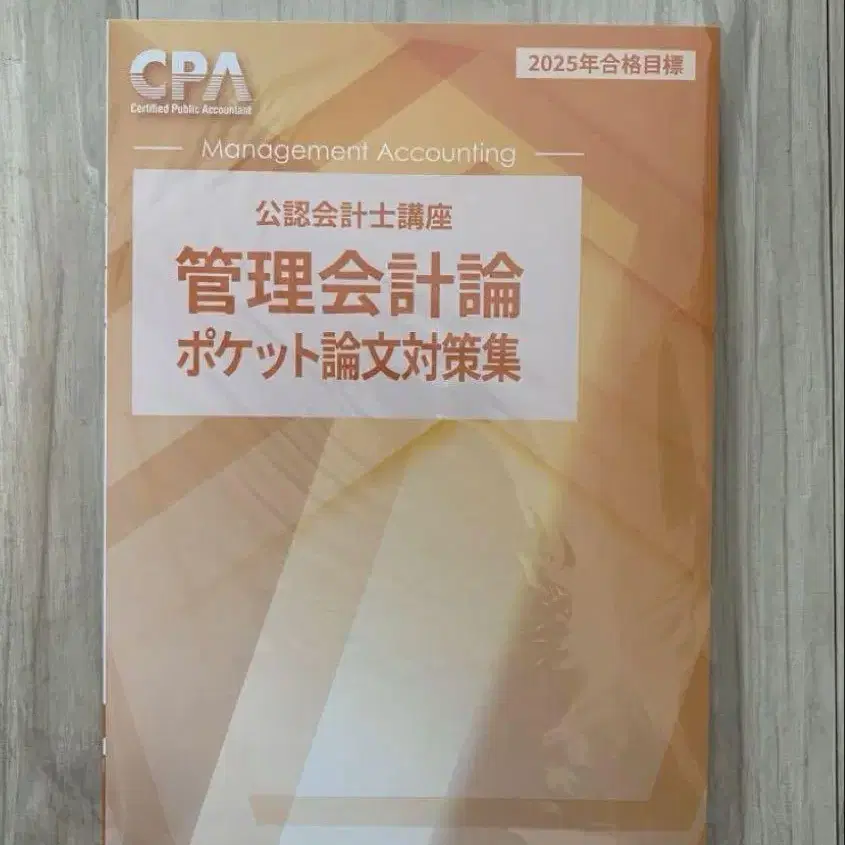 CPA
Certified Public Accountant
2025年合格目標
Management Accounting
公認会計士講座
管理会計論
ポケット論文対策集